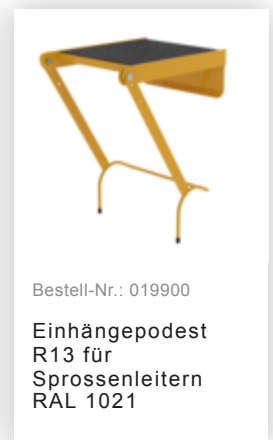 Bestell-Nr.: 019900
Einhängepodest
R13 für
Sprossenleitern
RAL 1021